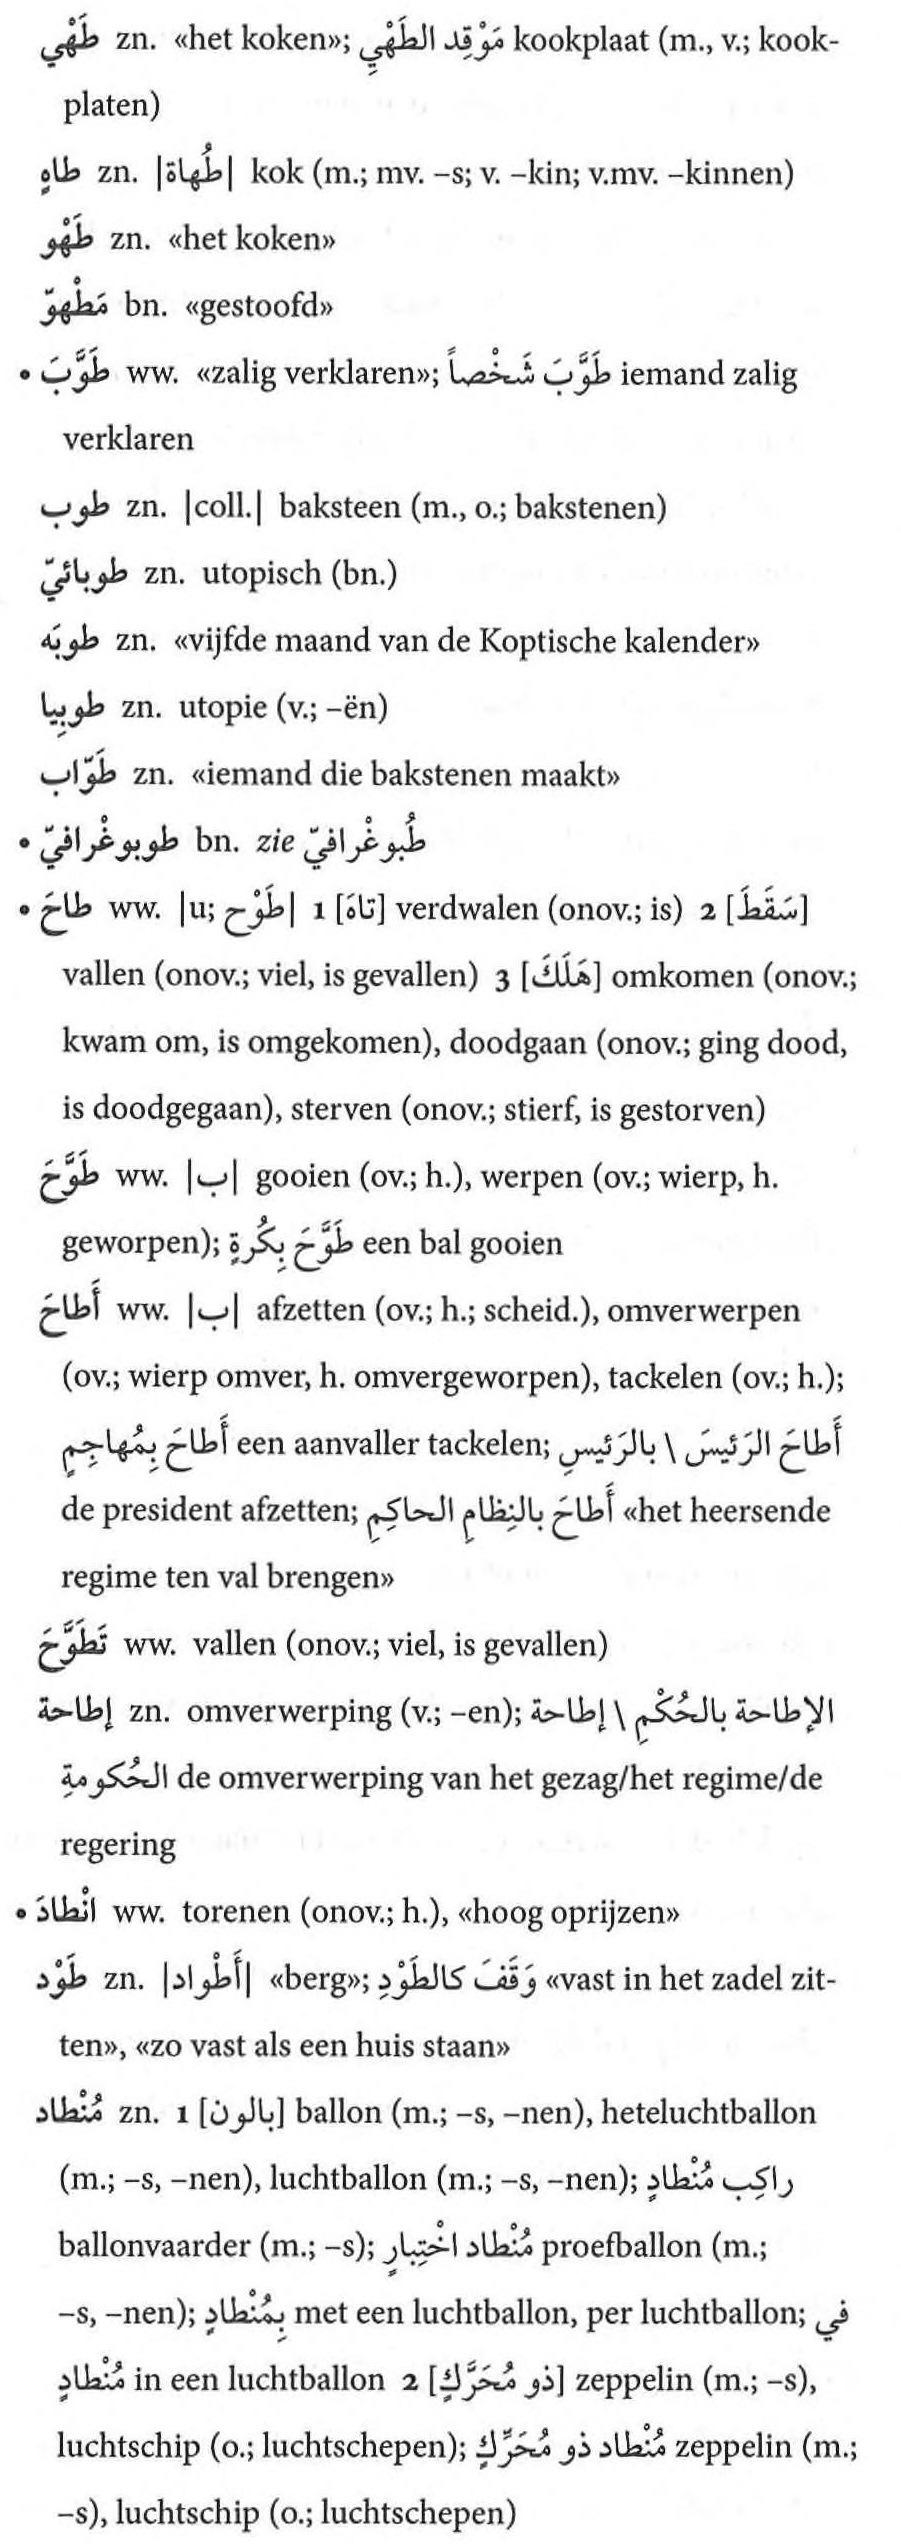 طَهْي zn. «het koken»; مَوْقِد الطَهْيِ kookplaat (m., v.; kook-
platen)
طاهٍ zn. |طُهاة| kok (m.; mv. –s; v. –kin; v.mv. –kinnen)
طَهْو zn. «het koken»
مَطْهوّ bn. «gestoofd»
• طَوَّبَ ww. «zalig verklaren»; طَوَّبَ شَخْصاً iemand zalig
verklaren
طوب zn. |coll.| baksteen (m., o.; bakstenen)
طوبائيّ zn. utopisch (bn.)
طوبَه zn. «vijfde maand van de Koptische kalender»
طوبِيا zn. utopie (v.; –ën)
طَوّاب zn. «iemand die bakstenen maakt»
• طوبوغْرافيّ bn. zie طُبوغْرافيّ
• طاحَ ww. |u; طَوْح| 1 [تاهَ] verdwalen (onov.; is) 2 [سَقَطَ]
vallen (onov.; viel, is gevallen) 3 [هَلَكَ] omkomen (onov.;
kwam om, is omgekomen), doodgaan (onov.; ging dood,
is doodgegaan), sterven (onov.; stierf, is gestorven)
طَوَّحَ ww. |ب| gooien (ov.; h.), werpen (ov.; wierp, h.
geworpen); طَوَّحَ بِكُرةٍ een bal gooien
أَطاحَ ww. |ب| afzetten (ov.; h.; scheid.), omverwerpen
(ov.; wierp omver, h. omvergeworpen), tackelen (ov.; h.);
أَطاحَ بِمُهاجِمٍ een aanvaller tackelen; أَطاحَ الرَئيسَ \ بالرَئيسِ
de president afzetten; أَطاحَ بالنِظامِ الحاكِمِ «het heersende
regime ten val brengen»
تَطَوَّحَ ww. vallen (onov.; viel, is gevallen)
إطاحة zn. omverwerping (v.; –en); الإطاحة بالحُكْمِ \ إطاحة
الحُكومةِ de omverwerping van het gezag/het regime/de
regering
• انْطادَ ww. torenen (onov.; h.), «hoog oprijzen»
طَوْد zn. |أَطْواد| «berg»; وَقَفَ كالطَوْدِ «vast in het zadel zit-
ten», «zo vast als een huis staan»
مُنْطاد zn. 1 [بالون] ballon (m.; –s, –nen), heteluchtballon
(m.; –s, –nen), luchtballon (m.; –s, –nen); راكِب مُنْطادٍ
ballonvaarder (m.; –s); مُنْطاد اخْتِبارٍ proefballon (m.;
–s, –nen); بِمُنْطادٍ met een luchtballon, per luchtballon; في
مُنْطادٍ in een luchtballon 2 [ذو مُحَرِّكٍ] zeppelin (m.; –s),
luchtschip (o.; luchtschepen); مُنْطاد ذو مُحَرِّكٍ zeppelin (m.;
–s), luchtschip (o.; luchtschepen)